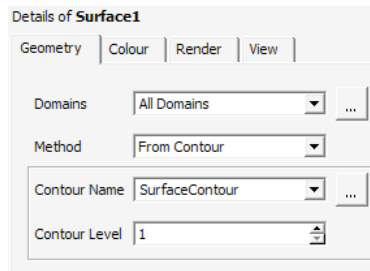 Details of Surface1
Geometry Colour Render View
Domains All Domains ...
Method From Contour
Contour Name SurfaceContour ...
Contour Level 1